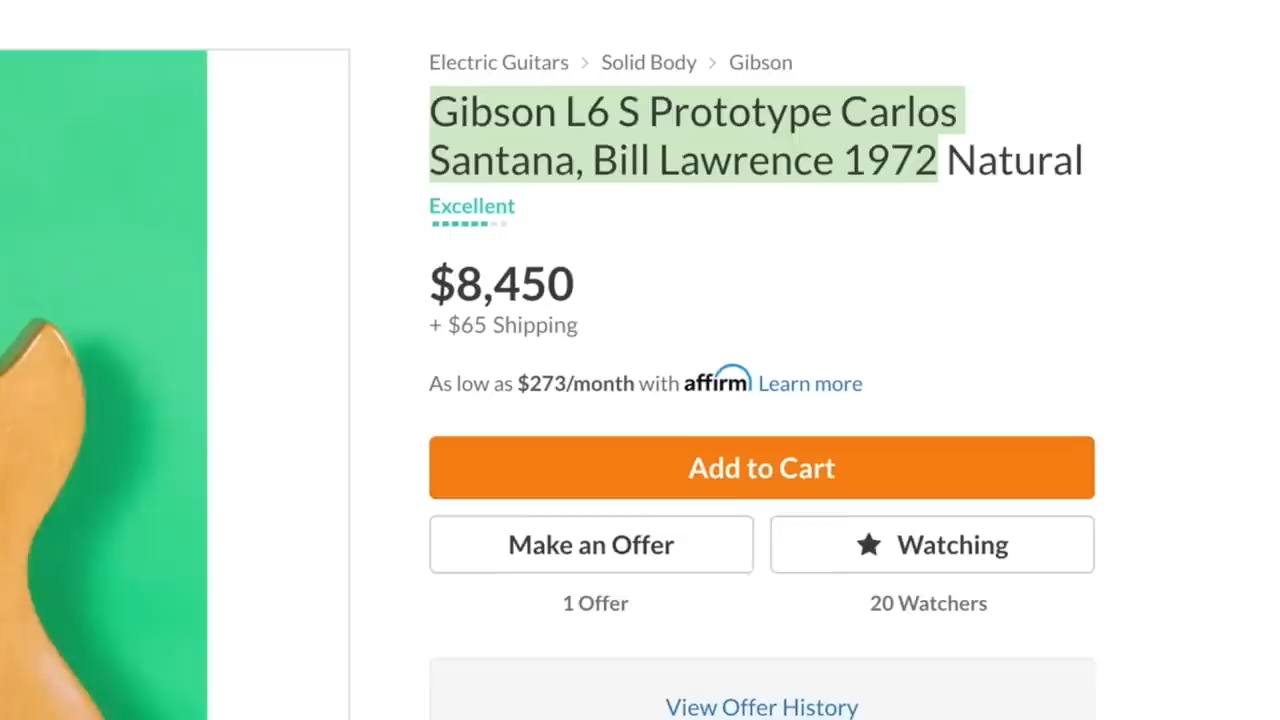 Electric Guitars > Solid Body > Gibson
Gibson L6 S Prototype Carlos
Santana, Bill Lawrence 1972 Natural
Excellent
$8,450
+ $65 Shipping
As low as $273/month with affirm Learn more
Add to Cart
Make an Offer ★ Watching
1 Offer 20 Watchers
View Offer History